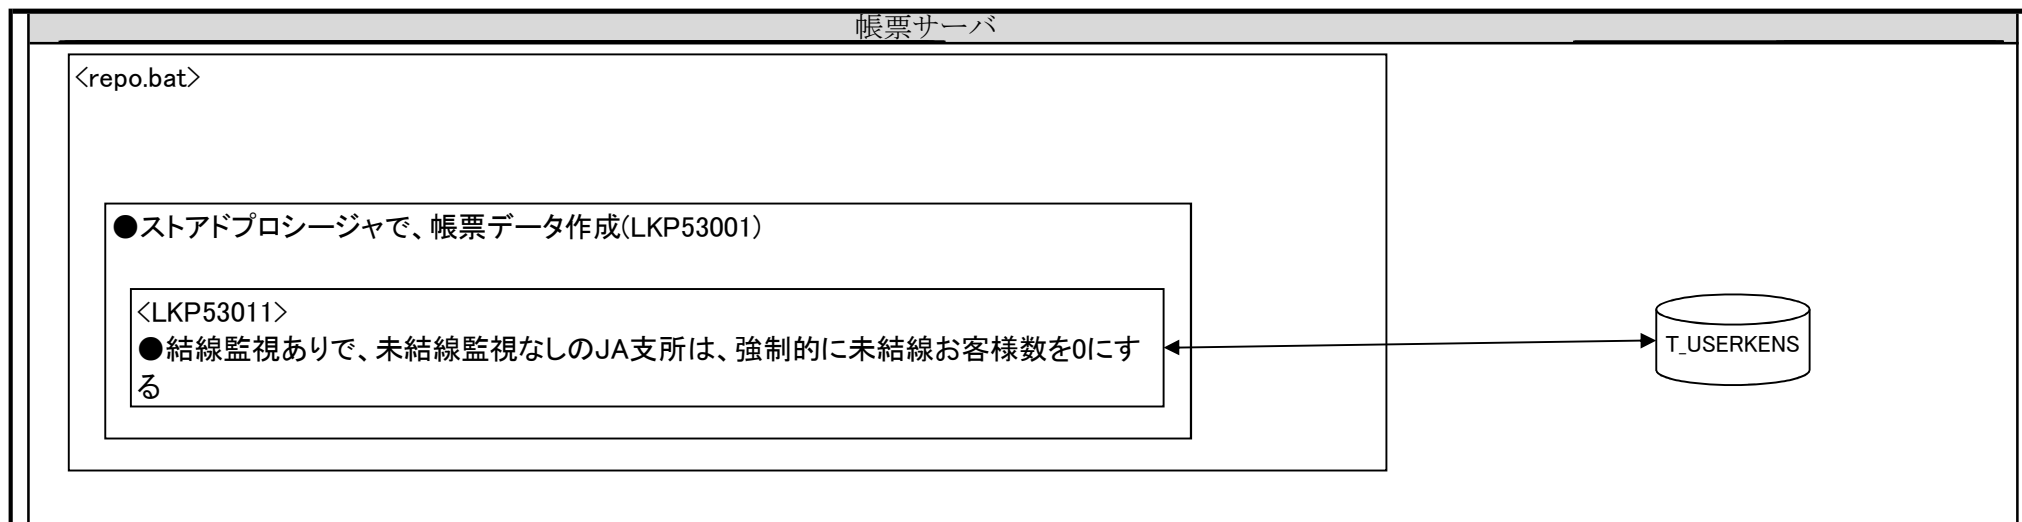 帳票サーバ
<repo.bat>
●ストアドプロシージャで、帳票データ作成(LKP53001)
<LKP53011>
●結線監視ありで、未結線監視なしのJA支所は、強制的に未結線お客様数を0にす
る
T_USERKENS